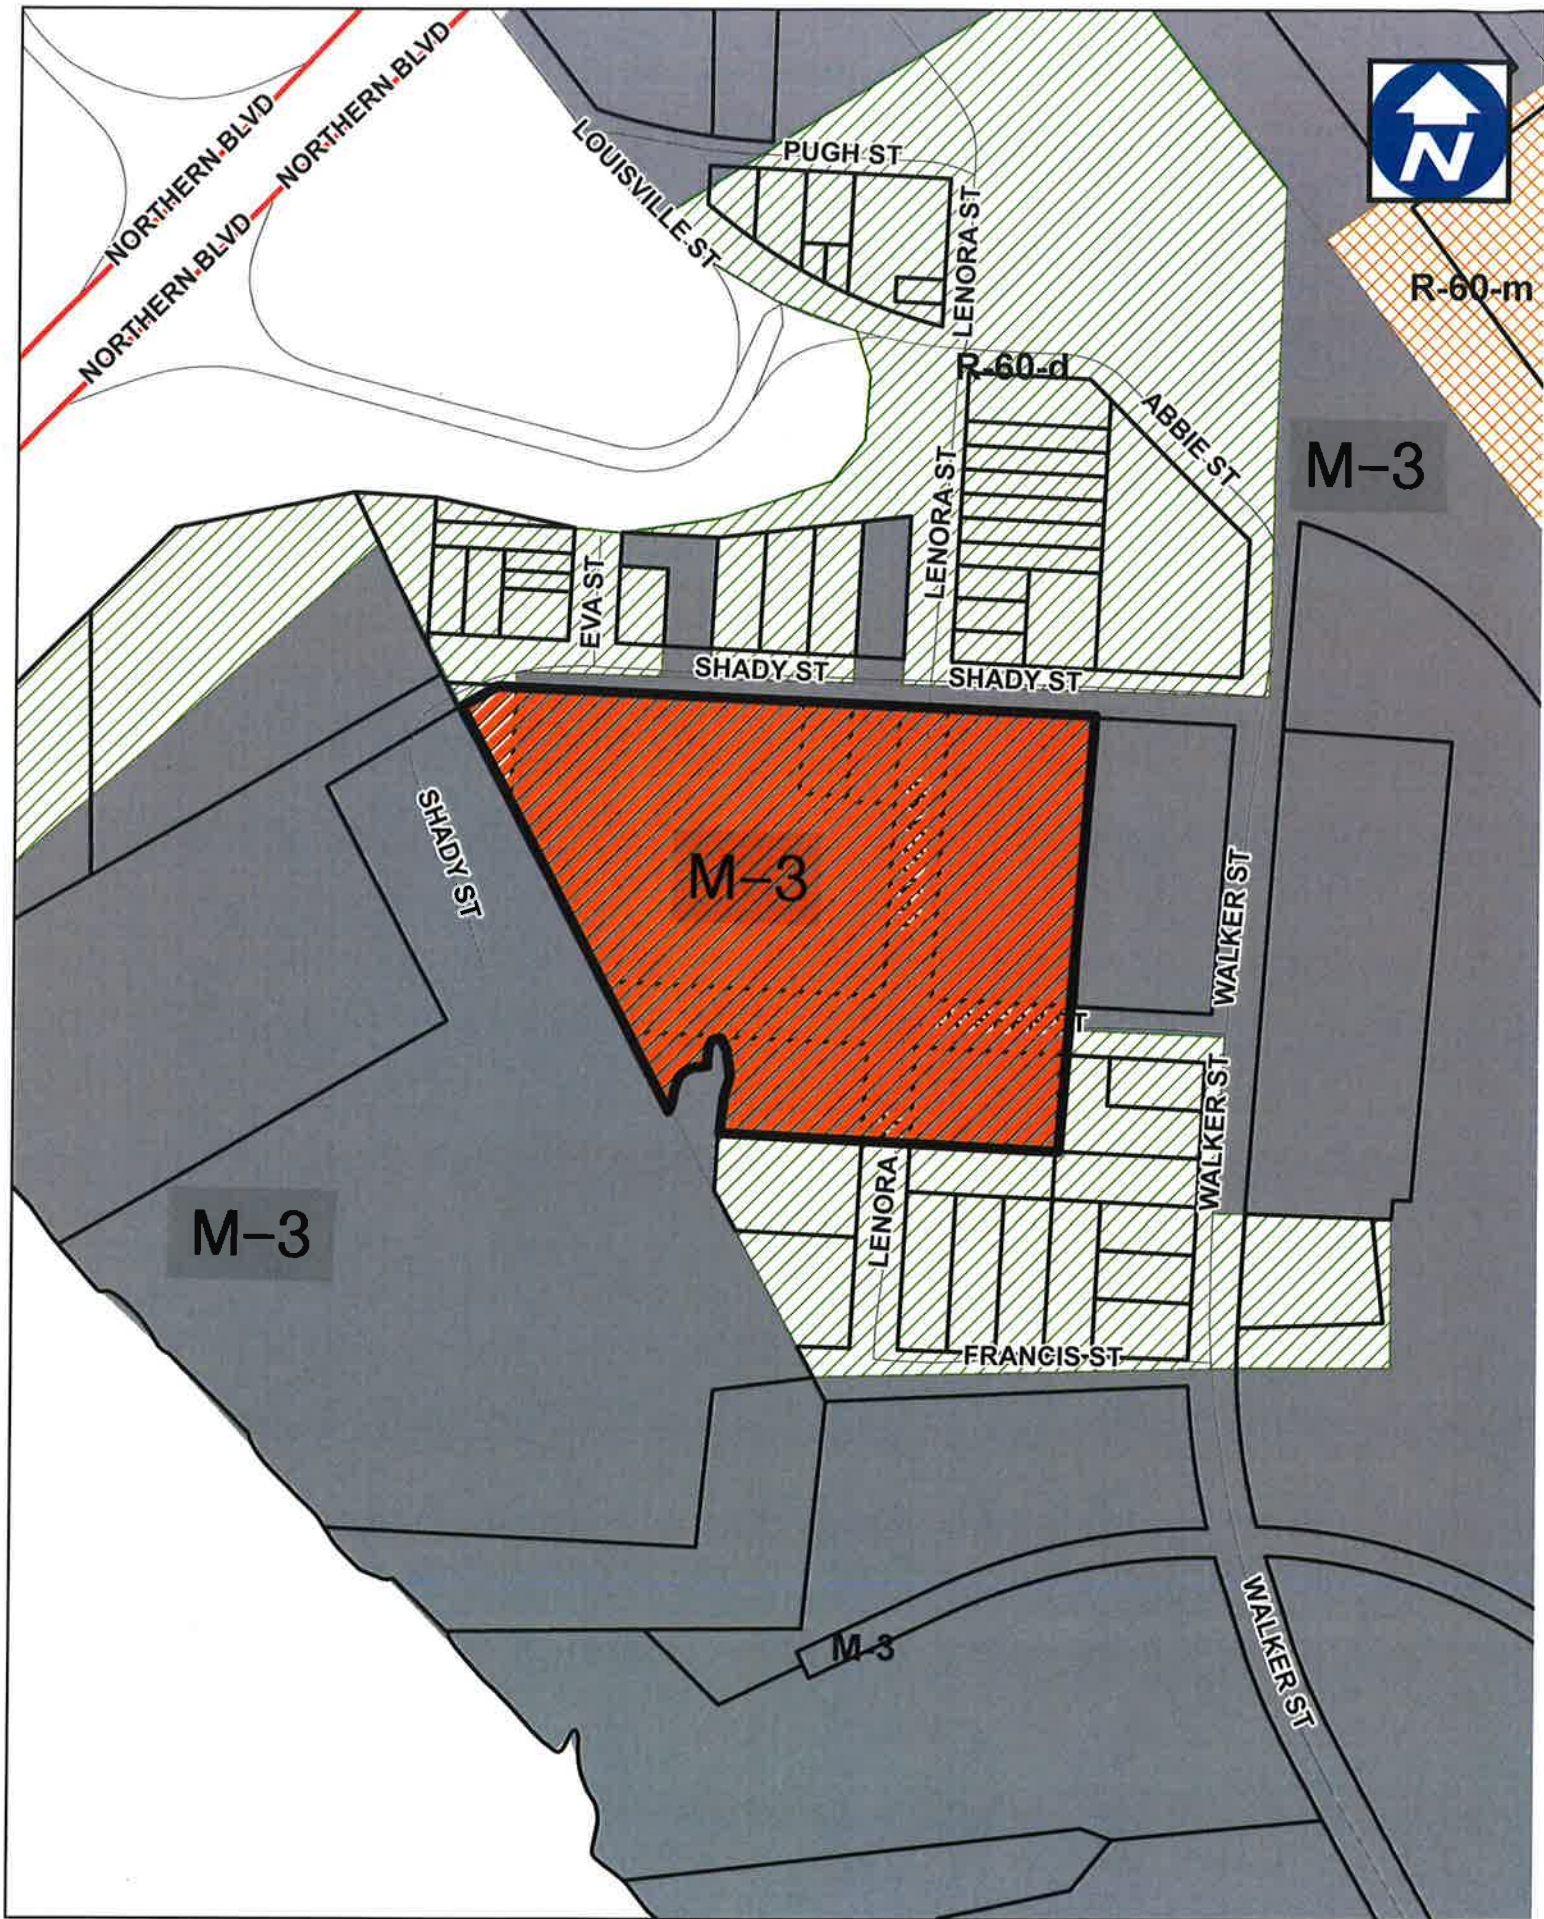 NORTHERN BLVD
NORTHERN BLVD
NORTHERN BLVD
N
PUGH ST
LOUISVILLE ST
LENORA ST
R-60-m
R-60-d
ABBIE ST
M-3
LENORA ST
EVA ST
SHADY ST
SHADY ST
SHADY ST
M-3
WALKER ST
T
WALKER ST
LENORA
M-3
FRANCIS ST
WALKER ST
M-3